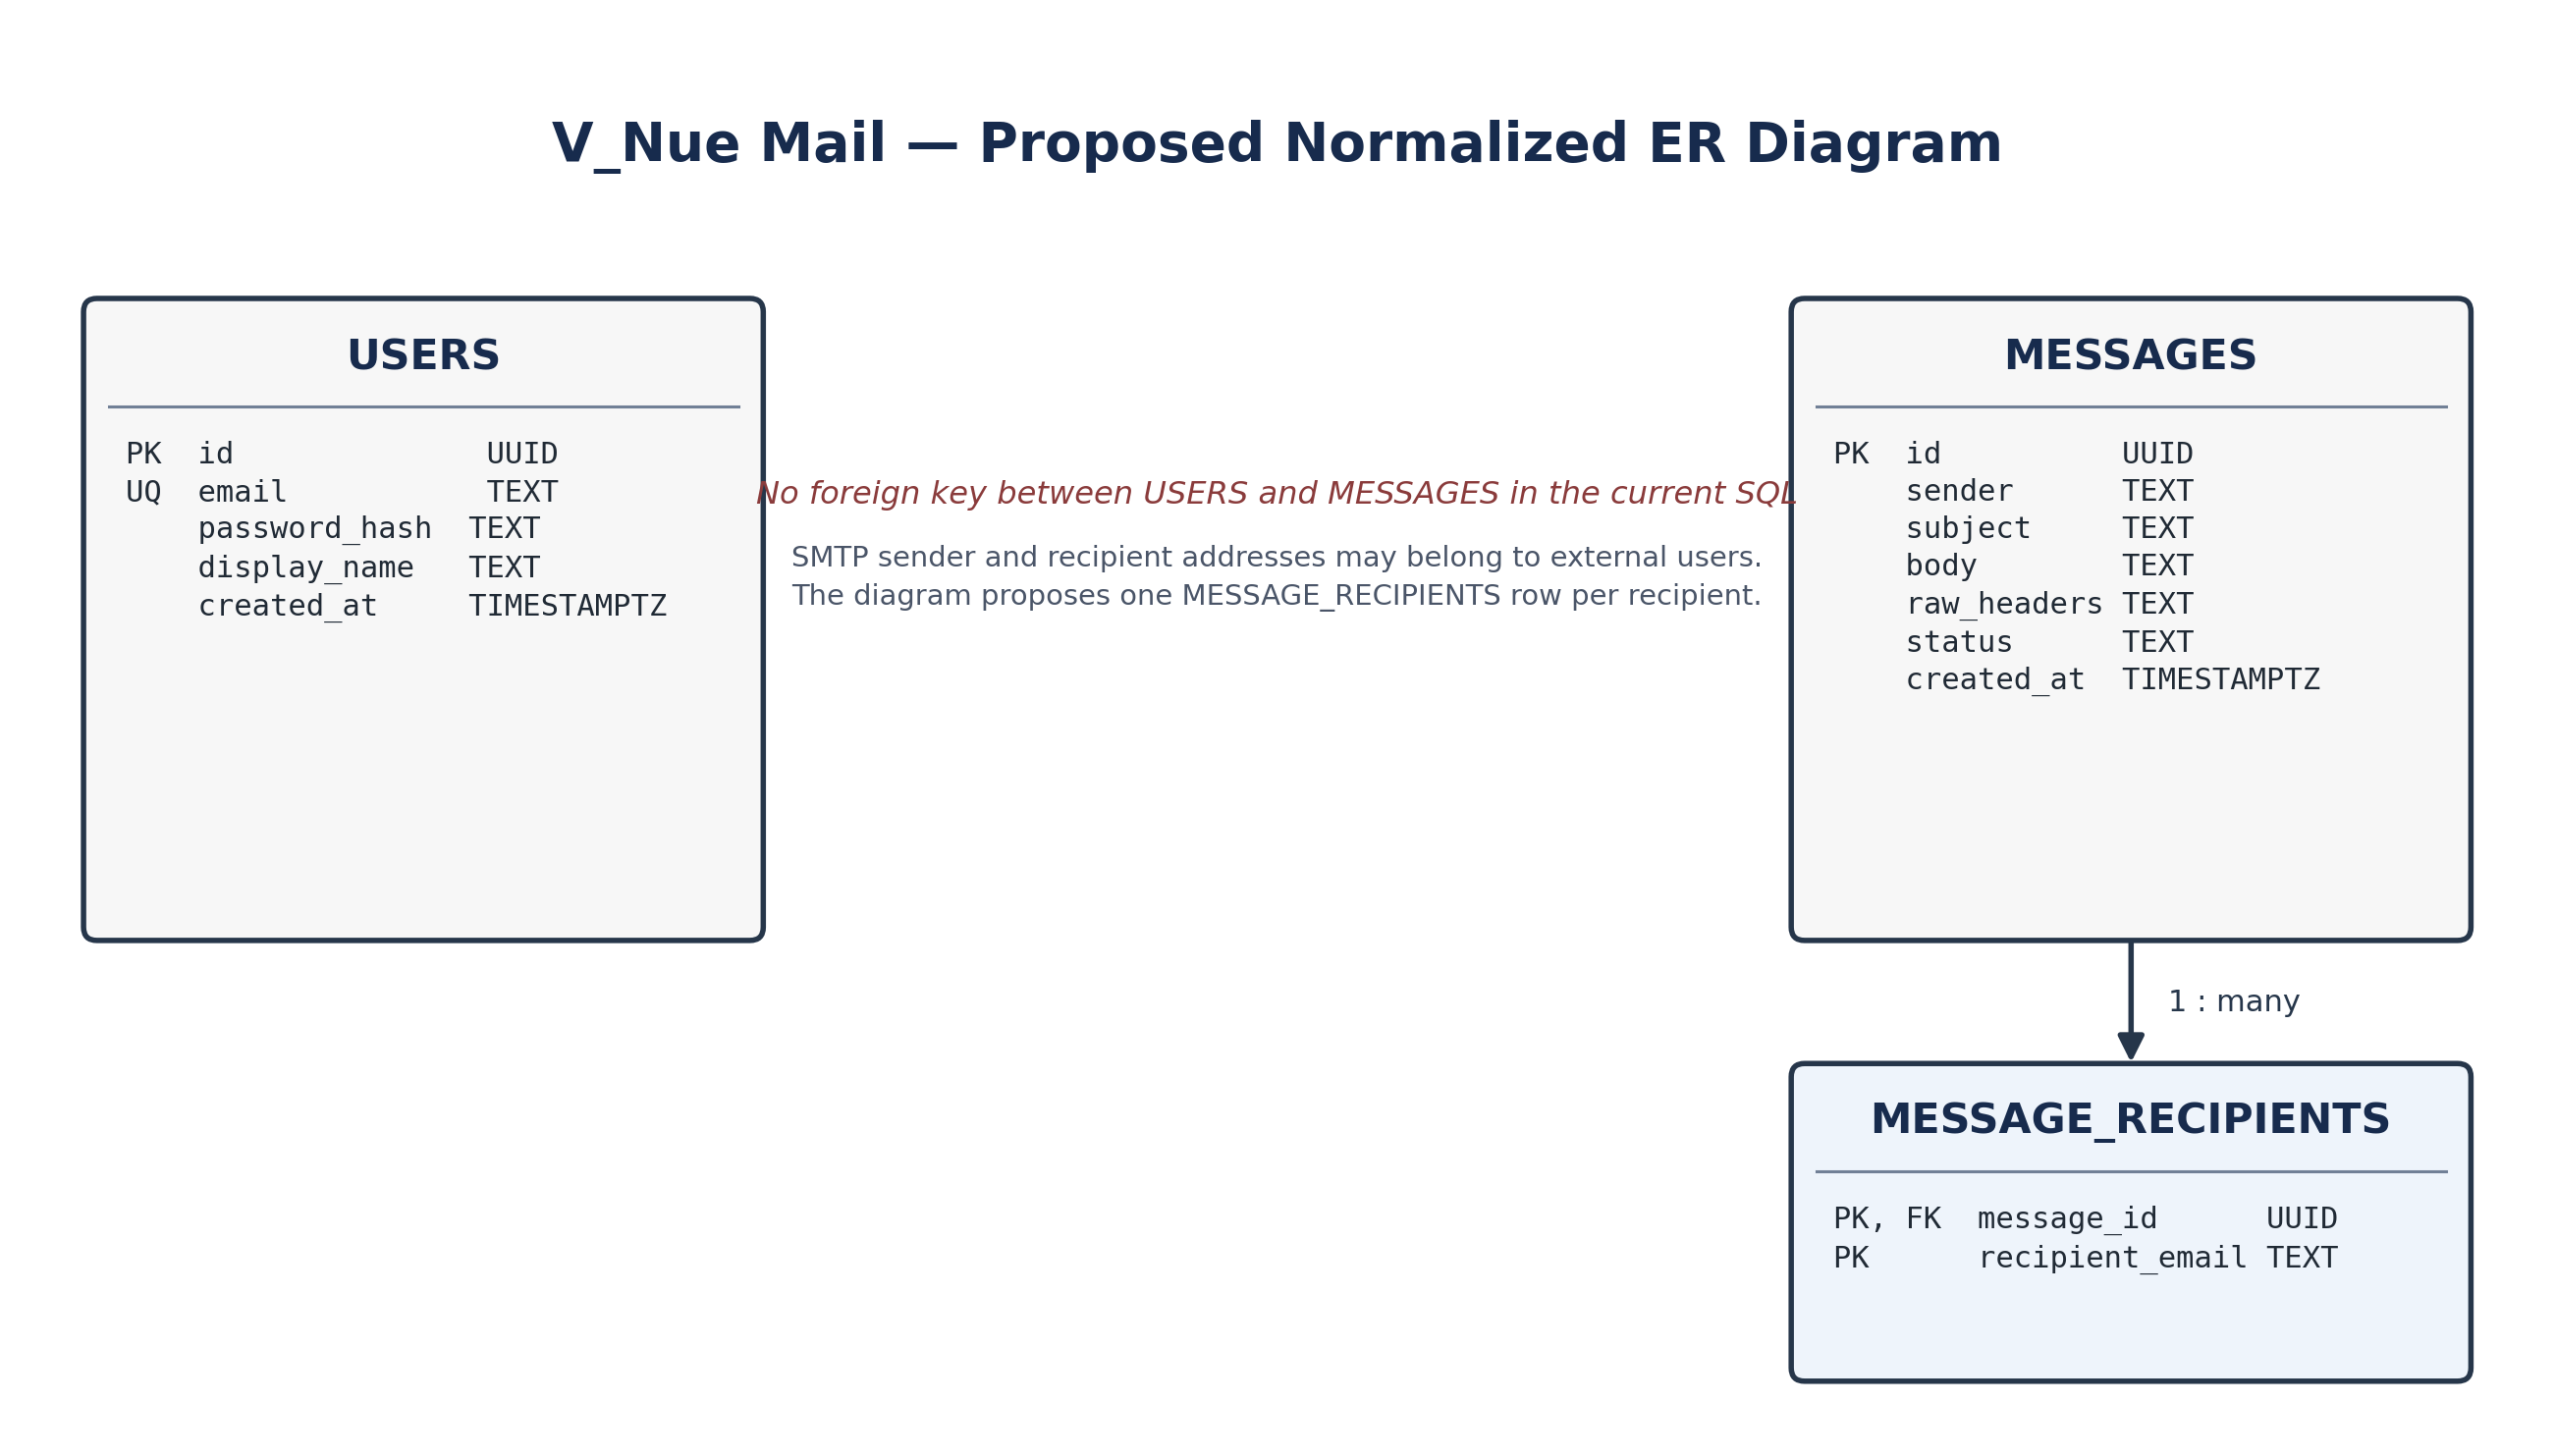 V_Nue Mail — Proposed Normalized ER Diagram
USERS
PK  id              UUID
UQ  email           TEXT
    password_hash  TEXT
    display_name   TEXT
    created_at     TIMESTAMPTZ
No foreign key between USERS and MESSAGES in the current SQL
SMTP sender and recipient addresses may belong to external users.
The diagram proposes one MESSAGE_RECIPIENTS row per recipient.
MESSAGES
PK  id          UUID
    sender      TEXT
    subject     TEXT
    body        TEXT
    raw_headers TEXT
    status      TEXT
    created_at  TIMESTAMPTZ
1 : many
MESSAGE_RECIPIENTS
PK, FK  message_id      UUID
PK      recipient_email TEXT